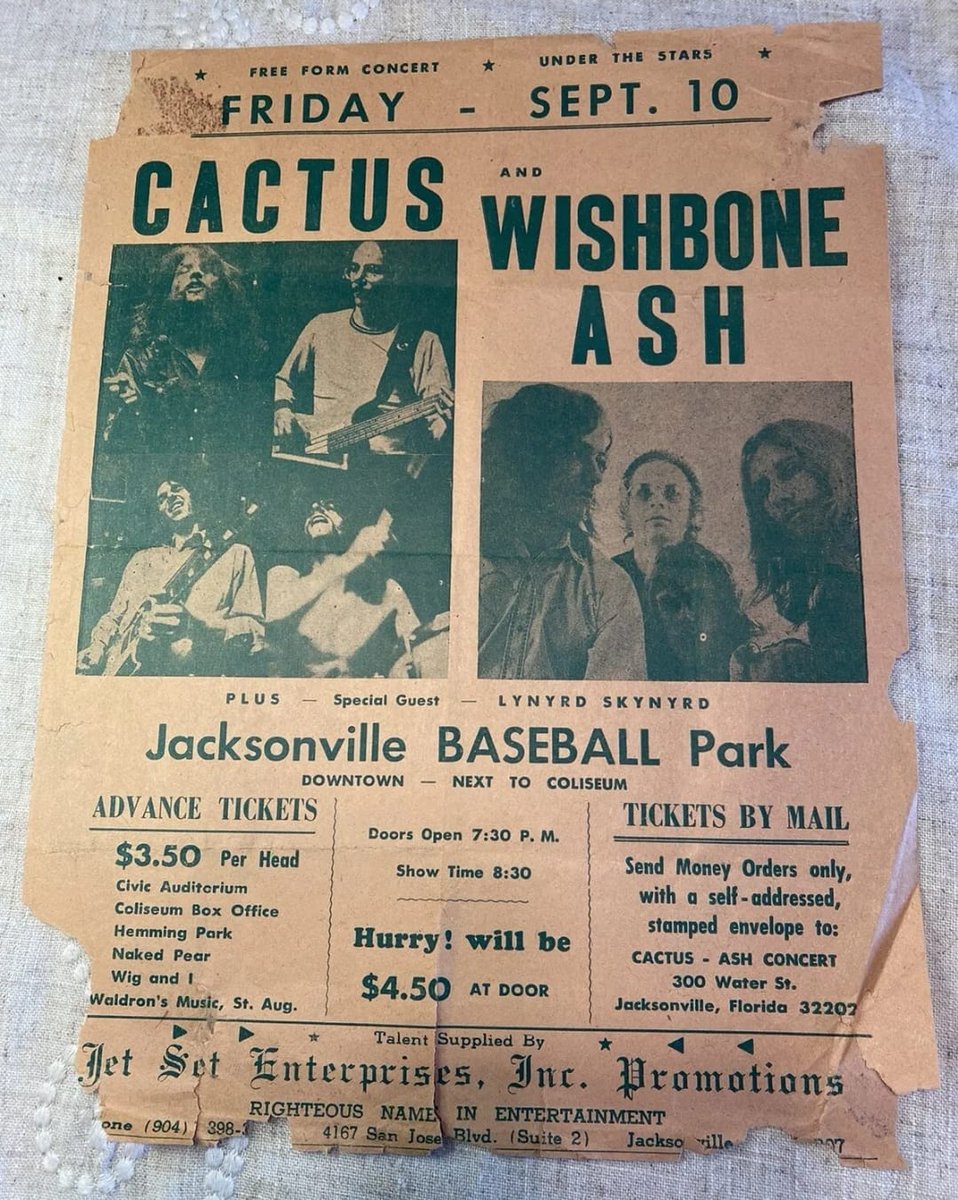 FREE FORM CONCERT UNDER THE STARS
FRIDAY - SEPT. 10
CACTUS
AND
WISHBONE
ASH
PLUS — Special Guest — LYNYRD SKYNYRD
Jacksonville BASEBALL Park
DOWNTOWN — NEXT TO COLISEUM
ADVANCE TICKETS
$3.50 Per Head
Civic Auditorium
Coliseum Box Office
Hemming Park
Naked Pear
Wig and I
Waldron's Music, St. Aug.
Doors Open 7:30 P. M.
Show Time 8:30
Hurry! will be
$4.50 AT DOOR
TICKETS BY MAIL
Send Money Orders only,
with a self-addressed,
stamped envelope to:
CACTUS - ASH CONCERT
300 Water St.
Jacksonville, Florida 32202
Talent Supplied By
Jet Set Enterprises, Inc. Promotions
RIGHTEOUS NAME IN ENTERTAINMENT
one (904) 398- 4167 San Jose Blvd. (Suite 2) Jacksonville